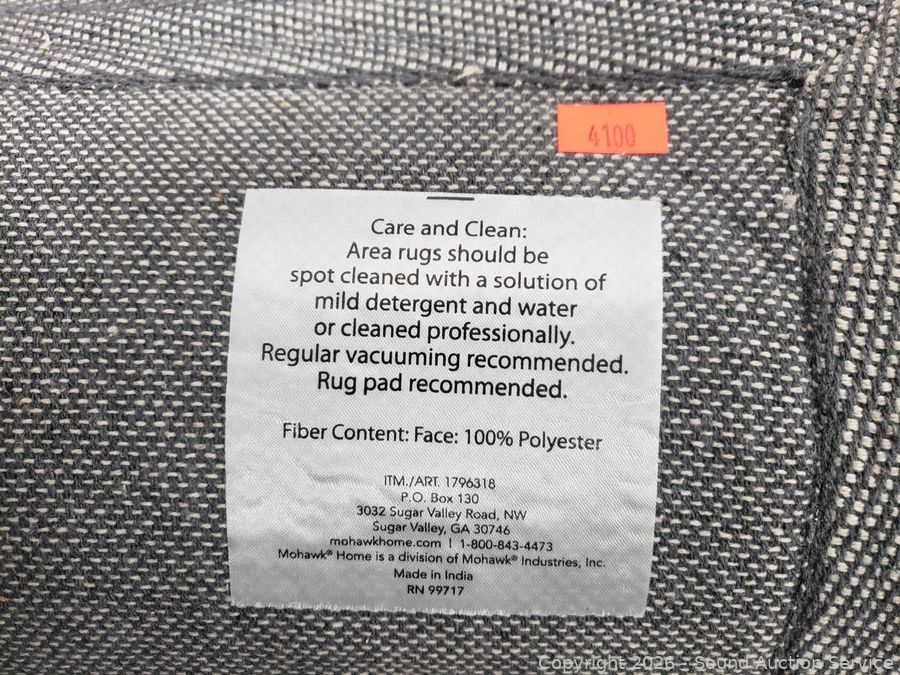 4100
Care and Clean:
Area rugs should be
spot cleaned with a solution of
mild detergent and water
or cleaned professionally.
Regular vacuuming recommended.
Rug pad recommended.
Fiber Content: Face: 100% Polyester
ITM./ART. 1796318
P.O. Box 130
3032 Sugar Valley Road, NW
Sugar Valley, GA 30746
mohawkhome.com | 1-800-843-4473
Mohawk® Home is a division of Mohawk® Industries, Inc.
Made in India
RN 99717
Copyright 2026 - Sound Auction Service